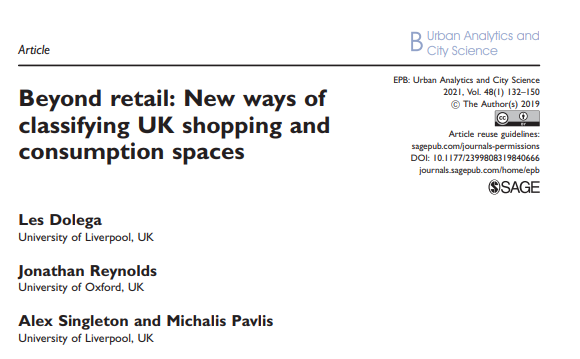 Article
B Urban Analytics and
City Science
Beyond retail: New ways of
classifying UK shopping and
consumption spaces
EPB: Urban Analytics and City Science
2021, Vol. 48(1) 132–150
© The Author(s) 2019
cc BY
Article reuse guidelines:
sagepub.com/journals-permissions
DOI: 10.1177/2399808319840666
journals.sagepub.com/home/epb
SAGE
Les Dolega
University of Liverpool, UK
Jonathan Reynolds
University of Oxford, UK
Alex Singleton and Michalis Pavlis
University of Liverpool, UK